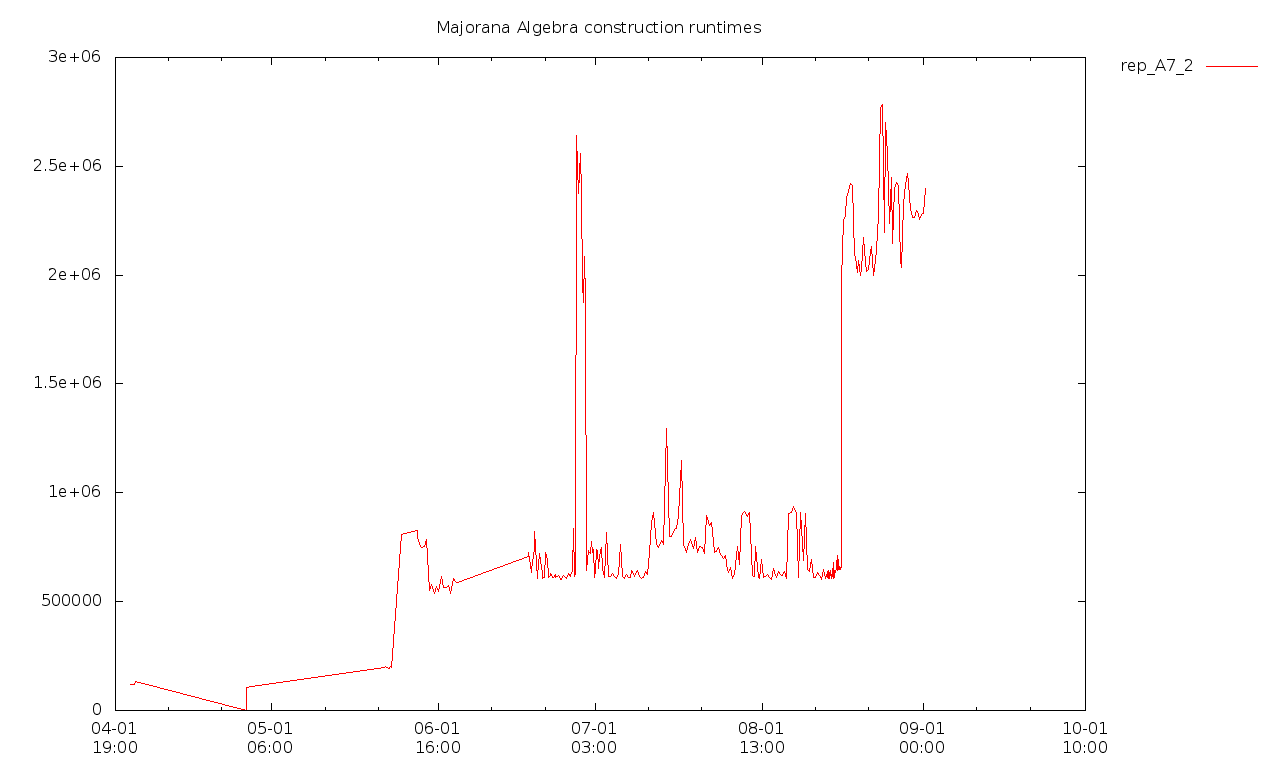 Majorana Algebra construction runtimes
rep_A7_2
3e+06
2.5e+06
2e+06
1.5e+06
1e+06
500000
0
04-01 05-01 06-01 07-01 08-01 09-01 10-01
19:00 06:00 16:00 03:00 13:00 00:00 10:00